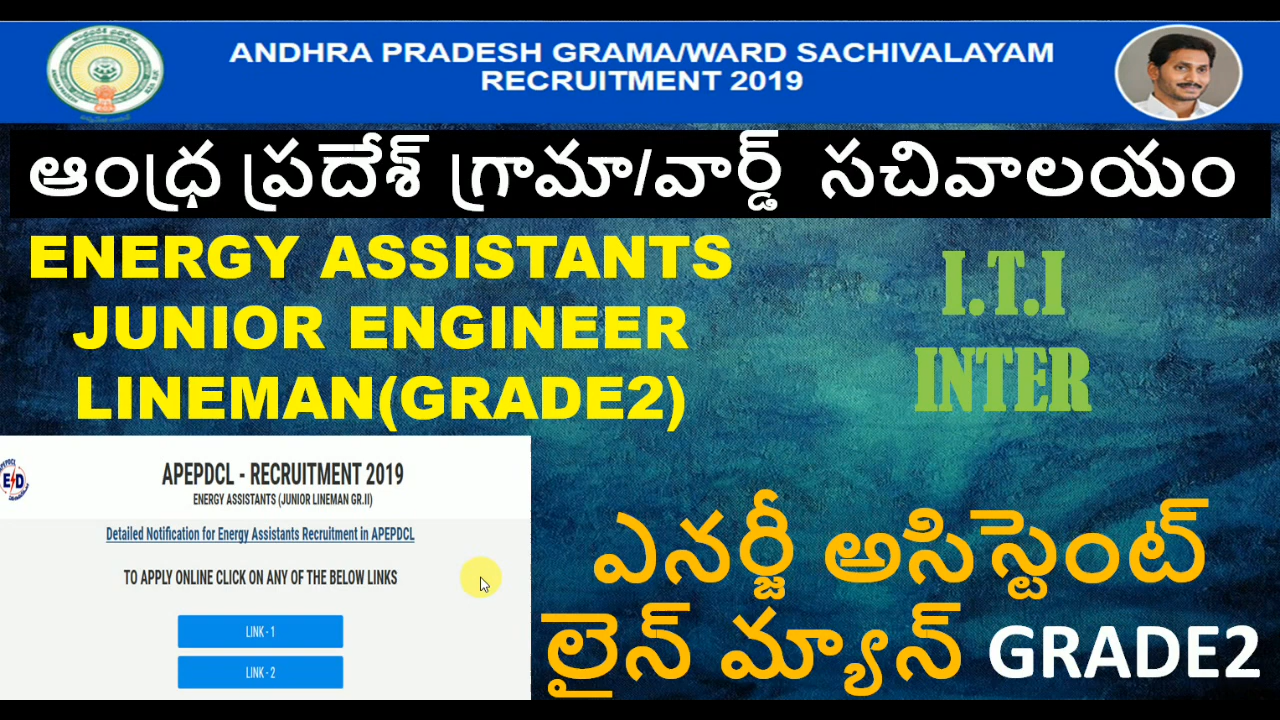 ANDHRA PRADESH GRAMA/WARD SACHIVALAYAM
RECRUITMENT 2019
ఆంధ్ర ప్రదేశ్ గ్రామా/వార్డ్ సచివాలయం
ENERGY ASSISTANTS
JUNIOR ENGINEER
LINEMAN(GRADE2)
I.T.I
INTER
APEPDCL - RECRUITMENT 2019
ENERGY ASSISTANTS (JUNIOR LINEMAN GR.II)
Detailed Notification for Energy Assistants Recruitment in APEPDCL
TO APPLY ONLINE CLICK ON ANY OF THE BELOW LINKS
LINK - 1
LINK - 2
ఎనర్జీ అసిస్టెంట్
లైన్ మ్యాన్ GRADE2